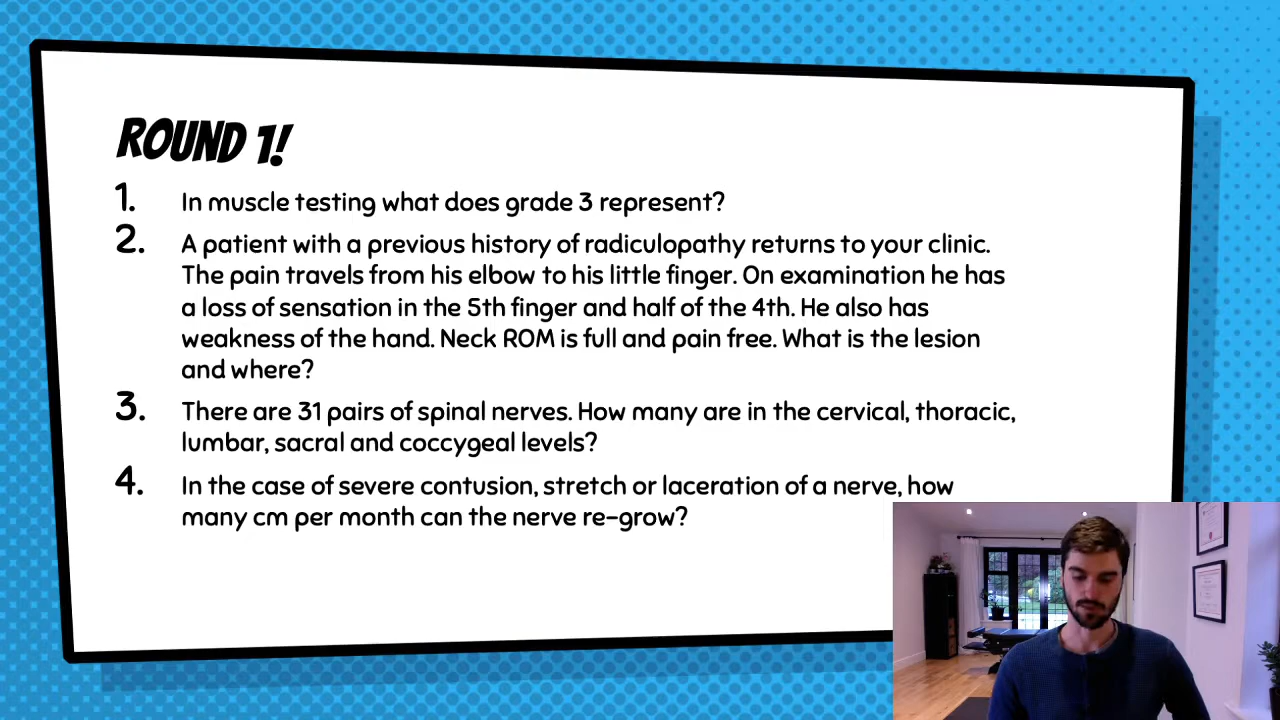 ROUND 1!
1. In muscle testing what does grade 3 represent?
2. A patient with a previous history of radiculopathy returns to your clinic.
The pain travels from his elbow to his little finger. On examination he has
a loss of sensation in the 5th finger and half of the 4th. He also has
weakness of the hand. Neck ROM is full and pain free. What is the lesion
and where?
3. There are 31 pairs of spinal nerves. How many are in the cervical, thoracic,
lumbar, sacral and coccygeal levels?
4. In the case of severe contusion, stretch or laceration of a nerve, how
many cm per month can the nerve re-grow?